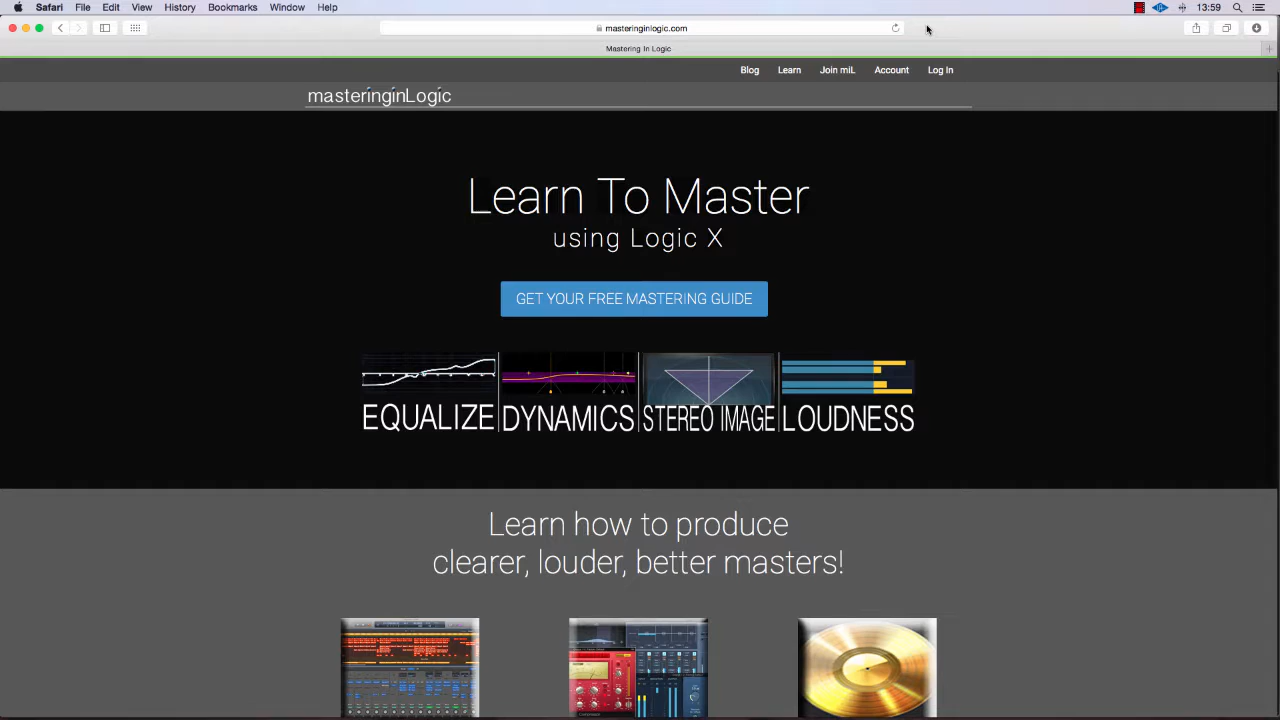 Safari File Edit View History Bookmarks Window Help 13:59
masteringinlogic.com
Mastering In Logic
Blog Learn Join miL Account Log In
masteringinLogic
Learn To Master
using Logic X
GET YOUR FREE MASTERING GUIDE
EQUALIZE DYNAMICS STEREO IMAGE LOUDNESS
Learn how to produce
clearer, louder, better masters!